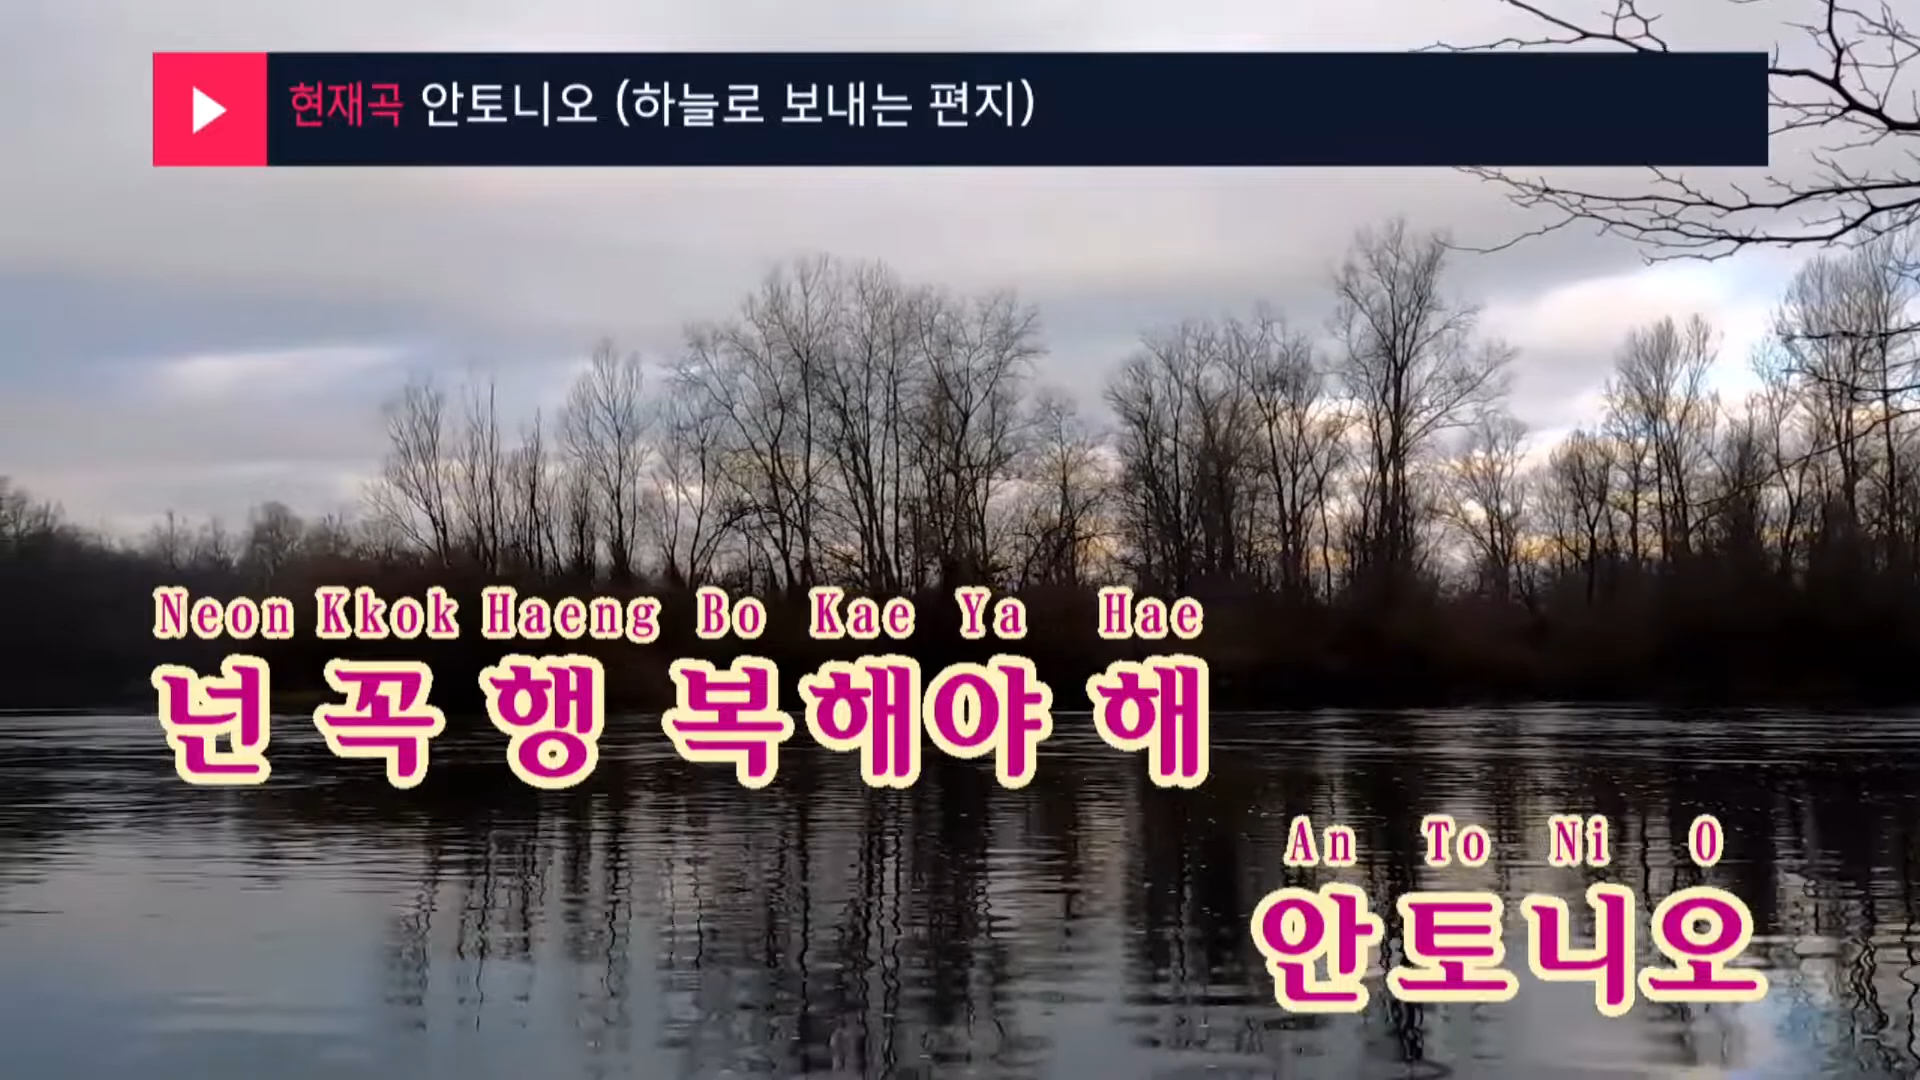 현재곡 안토니오 (하늘로 보내는 편지)
Neon Kkok Haeng Bo Kae Ya Hae
넌 꼭 행 복해야 해
An To Ni O
안토니오